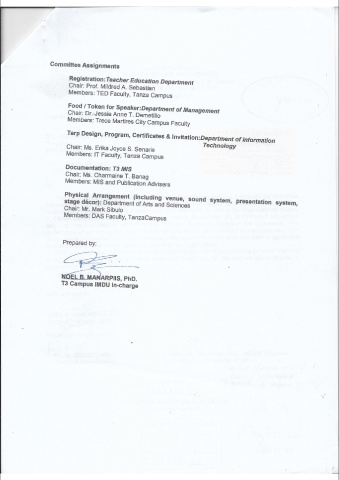 Committee Assignments
Registration:Teacher Education Department
Chair: Prof. Mildred A. Sebastian
Members: TED Faculty, Tanza Campus
Food / Token for Speaker:Department of Management
Chair: Dr. Jessie Anne T. Demetillo
Members: Trece Martires City Campus Faculty
Tarp Design, Program, Certificates & Invitation:Department of Information
Technology
Chair: Ms. Erika Joyce S. Senaris
Members: IT Faculty, Tanza Campus
Documentation: T3 MIS
Chair: Ms. Charmaine T. Banag
Members: MIS and Publication Advisers
Physical Arrangement (including venue, sound system, presentation system,
stage décor): Department of Arts and Sciences
Chair: Mr. Mark Sibulo
Members: DAS Faculty, TanzaCampus
Prepared by:
NOEL B. MANARPIIS, PhD.
T3 Campus IMDU In-charge